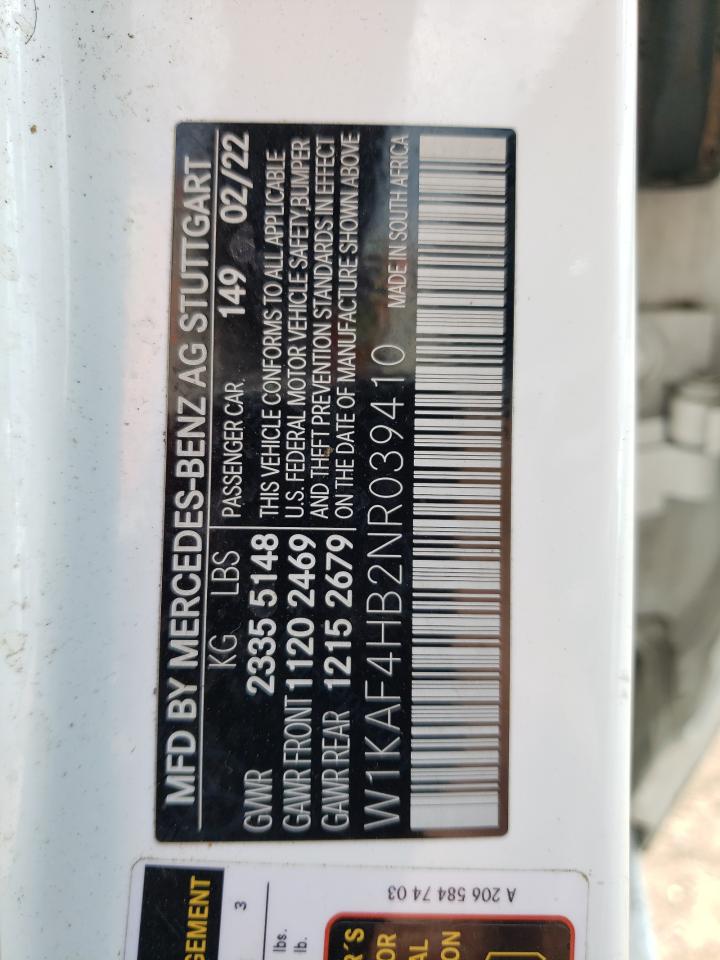 MFD BY MERCEDES-BENZ AG STUTTGART
KG LBS PASSENGER CAR 149 02/22
GVWR 2335 5148 THIS VEHICLE CONFORMS TO ALL APPLICABLE
GAWR FRONT 1120 2469 U.S. FEDERAL MOTOR VEHICLE SAFETY,BUMPER
GAWR REAR 1215 2679 AND THEFT PREVENTION STANDARDS IN EFFECT
ON THE DATE OF MANUFACTURE SHOWN ABOVE
W1KAF4HB2NR039410 MADE IN SOUTH AFRICA
GEMENT
3
lbs.
lb.
R´S
OR
AL
ON
A 206 584 74 03